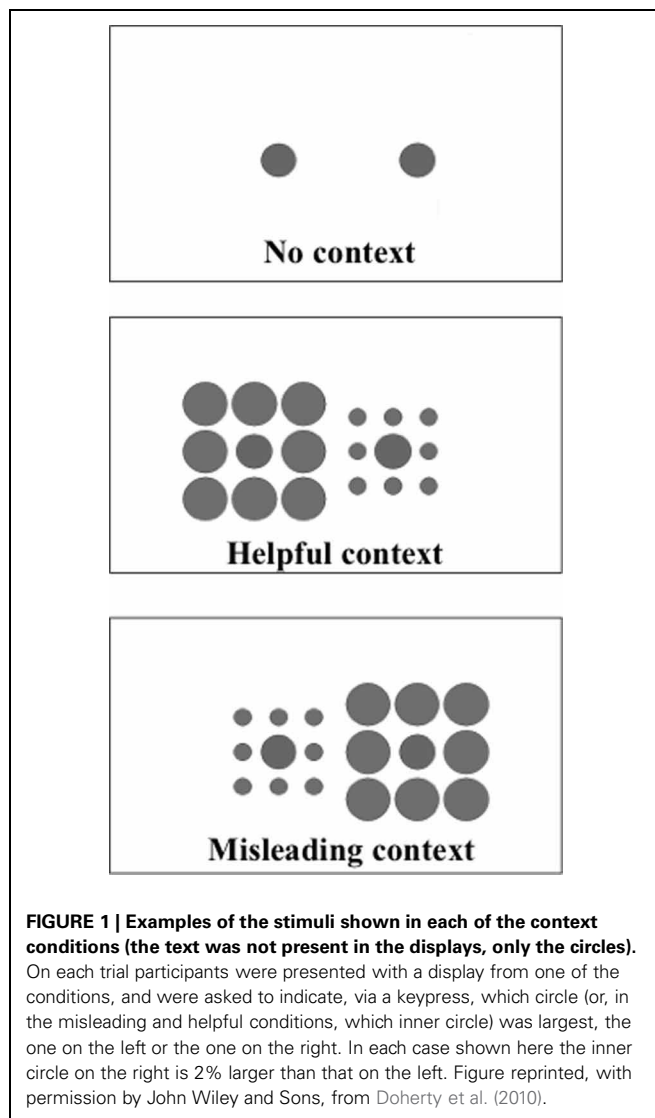 No context
Helpful context
Misleading context
FIGURE 1 | Examples of the stimuli shown in each of the context
conditions (the text was not present in the displays, only the circles).
On each trial participants were presented with a display from one of the
conditions, and were asked to indicate, via a keypress, which circle (or, in
the misleading and helpful conditions, which inner circle) was largest, the
one on the left or the one on the right. In each case shown here the inner
circle on the right is 2% larger than that on the left. Figure reprinted, with
permission by John Wiley and Sons, from Doherty et al. (2010).